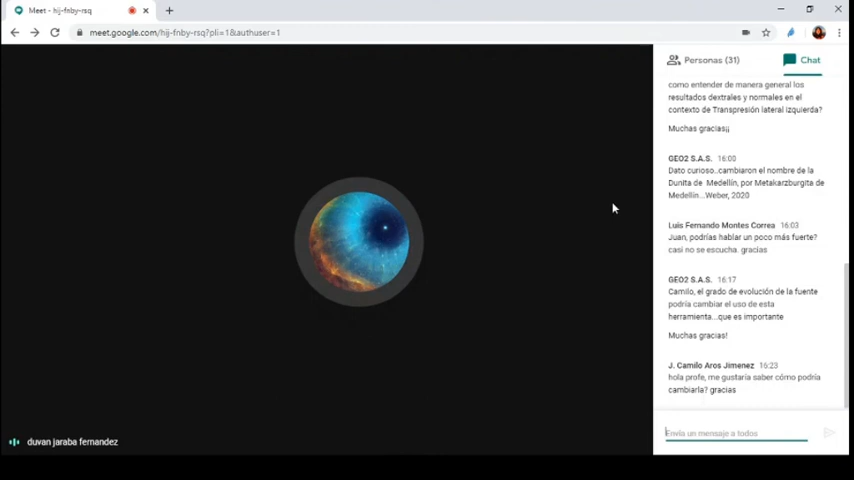 Meet - hij-fnby-rsq
meet.google.com/hij-fnby-rsq?pli=1&authuser=1
Personas (31)
Chat
como entender de manera general los
resultados dextrales y normales en el
contexto de Transpresión lateral izquierda?
Muchas gracias¡¡
GEO2 S.A.S. 16:00
Dato curioso..cambiaron el nombre de la
Dunita de Medellín, por Metakarzburgita de
Medellín...Weber, 2020
Luis Fernando Montes Correa 16:03
Juan, podrías hablar un poco más fuerte?
casi no se escucha. gracias
GEO2 S.A.S. 16:17
Camilo, el grado de evolución de la fuente
podría cambiar el uso de esta
herramienta...que es importante
Muchas gracias!
J. Camilo Aros Jimenez 16:23
hola profe, me gustaría saber cómo podría
cambiarla? gracias
Envía un mensaje a todos
duvan jaraba fernandez